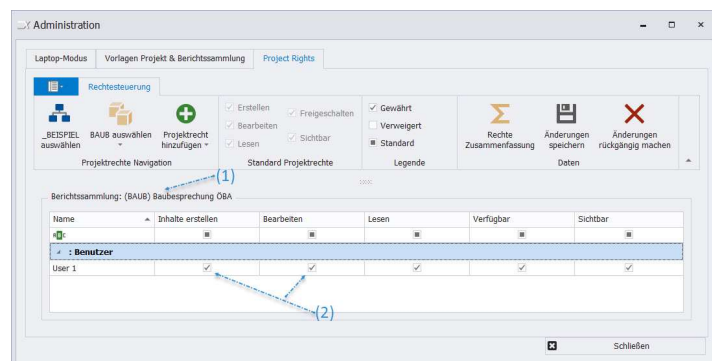 Administration
Laptop-Modus Vorlagen Projekt & Berichtssammlung Project Rights
Rechtesteuerung
Erstellen Freigeschalten Gewährt
Bearbeiten Verweigert
Lesen Sichtbar Standard
_BEISPIEL auswählen BAUB auswählen Projektrecht hinzufügen Rechte Zusammenfassung Änderungen speichern Änderungen rückgängig machen
Projektrechte Navigation Standard Projektrechte Legende Daten
(1)
Berichtssammlung: (BAUB) Baubesprechung ÖBA
Name Inhalte erstellen Bearbeiten Lesen Verfügbar Sichtbar
: Benutzer
User 1
(2)
Schließen